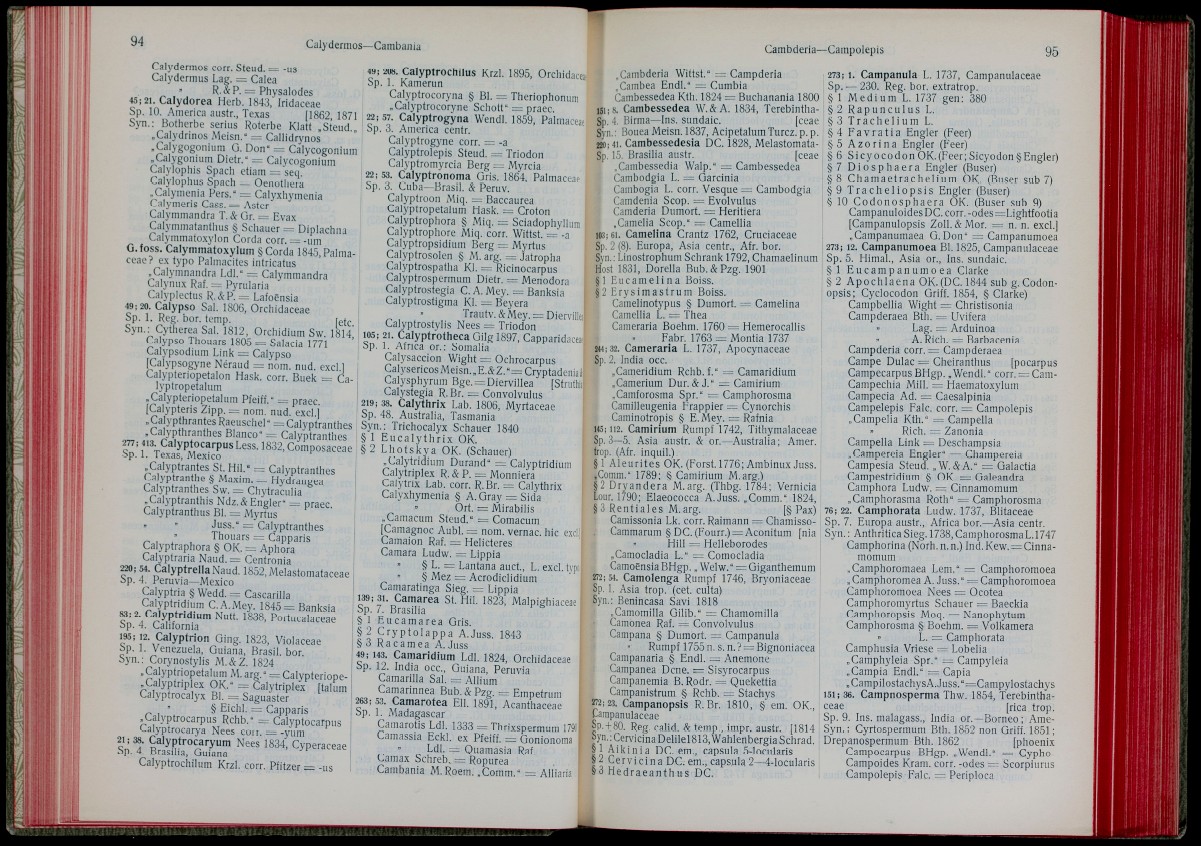 94
Calydermos—Cambania
Calydermos corr. Steud. = -us
Calydermus Lag. = Calea
" R.&P. = Physalodes
45; 21. Calydorea Herb. 1843, Iridaceae
Sp. 10. America austr., Texas [1862, 1871
Syn.: Botherbe serius Roterbe Klatt „Steud.„
„Calydrinos Meisn.“ = Callidrynos
„Calygogonium G. Don“ = Calycogonium
„Calygonium Dietr.“ = Calycogonium
Calylophis Spach etiam = seq.
Calylophus Spach = Oenothera
„Calymenia Pers.“ = Calyxhymenia
Calymeris Cass. = Aster
Calymmandra T. & Gr. = Evax
Calymmatanthus § Schauer = Diplachna
Calymmatoxylon Corda corr. = -um
G. foss. Calymmatoxylum § Corda 1845, Palma-
ceae? ex typo Palmacites intricatus
„Calymnandra Ldl.“ = Calymmandra
Calynux Raf. = Pyrularia
Calyplectus R.&P. = Lafoënsia
49; 20. Calypso Sal. 1806, Orchidaceae
Sp. 1. Reg. bor. temp. [etc.
Syn.: Cytherea Sal. 1812, Orchidium Sw. 1814,
Calypso Thouars 1805 = Salacia 1771
Calypsodium Link = Calypso
[Calypsogyne Néraud = nom. nud. excl.]
Calypteriopetalon Hask. corr. Buek = Ca-
lyptropetalum
„Calypteriopetalum Pfeiff.“ = praec.
[Calypteris Zipp. = nom. nud. excl.]
„Calypthrantes Raeuschel“ = Calyptranthes
„Calypthranthes Blanco“ = Calyptranthes
277; 413. Calyptocarpus Less. 1832, Compositaceae
Sp. 1. Texas, Mexico
„Calyptrantes St. Hil.“ = Calyptranthes
Calyptranthe § Maxim. = Hydrangea
Calyptranthes Sw. = Chytraculia
„Calyptranthis Ndz. & Engler“ = praec.
Calyptranthus Bl. = Myrtus
" Juss.“ = Calyptranthes
" Thouars = Capparis
Calyptraphora § OK. = Aphora
Calyptraria Naud. = Centronia
220; 54. Calyptrella Naud. 1852, Melastomataceae
Sp. 4. Peruvia—Mexico
Calyptria § Wedd. = Cascarilla
Calyptridium C. A. Mey. 1845 = Banksia
83; 2. Calyptridium Nutt. 1838, Portucalaceae
Sp. 4. California
195; 12. Calyptrion Ging. 1823, Violaceae
Sp. 1. Venezuela, Guiana, Brasil. bor.
Syn.: Corynostylis M. & Z. 1824
„Calyptriopetalum M. arg.“ = Calypteriope-
„Calyptriplex OK.“ = Calytriplex [talum
Calyptrocalyx Bl. = Saguaster
" § Eichl. = Capparis
„Calyptrocarpus Rchb.“ = Calyptocarpus
Calyptrocarya Nees corr. = -yum
21; 38. Calyptrocaryum Nees 1834, Cyperaceae
Sp. 4 Brasilia, Guiana
Calyptrochilum Krzl. corr. Pfitzer = -us
49; 208. Calyptrochilus Krzl. 1895, Orchidacea
Sp. 1. Kamerun
Calyptrocoryna § Bl. = Theriophonum
„Calyptrocoryne Schott“ = praec.
22; 57. Calyptrogyna Wendl. 1859, Palmaceae
Sp. 3. America centr.
Calyptrogyne corr. = -a
Calyptrolepis Steud. = Triodon
Calyptromyrcia Berg = Myrcia
22; 53. Calyptronoma Gris. 1864, Palmaceae
Sp. 3. Cuba—Brasil. & Peruv.
Calyptroon Miq. = Baccaurea
Calyptropetalum Hask. = Croton
Calyptrophora § Miq. = Sciadophyllum
Calyptrophore Miq. corr. Wittst. = -a
Calyptropsidium Berg = Myrtus
Calyptrosolen § M. arg. = Jatropha
Calyptrospatha Kl. = Ricinocarpus
Calyptrospermum Dietr. = Menodora
Calyptrostegia C. A. Mey. = Banksia
Calyptrostigma Kl. = Beyera
" Trautv. & Mey. = Diervillea
Calyptrostylis Nees = Triodon
105; 21. Calyptrotheca Gilg 1897, Capparidaceae
Sp. 1. Africa or.: Somalia
Calysaccion Wight = Ochrocarpus
Calysericos Meisn. „E. & Z.“ = Cryptadenia
Calysphyrum Bge. = Diervillea [Struthi
Calystegia R. Br. = Convolvulus
219; 38. Calythrix Lab. 1806, Myrtaceae
Sp. 48. Australia, Tasmania
Syn.: Trichocalyx Schauer 1840
§ 1 Eucalythrix OK.
§ 2 Lhotskya OK. (Schauer)
„Calytridium Durand“ = Calyptridium
Calytriplex R. & P. = Monniera
Calytrix Lab. corr. R. Br. = Calythrix
Calyxhymenia § A. Gray = Sida
" Ort. = Mirabilis
„Camacum Steud.“ = Comacum
[Camagnoc Aubl. = nom. vernac. hic excl
Camaion Raf. = Helicteres
Camara Ludw. = Lippia
" § L. = Lantana auct., L. excl. typ
" § Mez = Acrodiclidium
Camaratinga Sieg. = Lippia
139; 31. Camarea St. Hil. 1823, Malpighiaceae
Sp. 7. Brasilia
§ 1 Eucamarea Gris.
§ 2 Cryptolappa A. Juss. 1843
§ 3 Racamea A. Juss
49; 143. Camaridium Ldl. 1824, Orchidaceae
Sp. 12. India occ., Guiana, Peruvia
Camarilla Sal. = Allium
Camarinnea Bub. & Pzg. = Empetrum
263; 53. Camarotea Ell. 1891, Acanthaceae
Sp. 1. Madagascar
Camarotis Ldl. 1333 = Thrixspermum 179
Camassia Eckl. ex Pfeiff. = Gonionoma
" Ldl. = Quamasia Raf
Camax Schreb. = Ropurea
Cambania M. Roem. „Comm.“ = Alliaria
Cambderia—Campolepis
95
„Cambderia Wittst.“ = Campderia
„Cambea Endl.“ = Cumbia
Cambessedea Kth. 1824 = Buchanania 1800
151; 8. Cambessedea W. & A. 1834, Terebintha-
Sp. 4. Birma—Ins. sundaic. [ceae
Syn.: Bouea Meisn. 1837, Acipetalum Turcz. p. p.
220; 41. Cambessedesia DC. 1828, Melastomata-
Sp. 15. Brasilia austr. [ceae
„Cambessedia Walp.“ = Cambessedea
Cambodgia L. = Garcinia
Cambogia L. corr. Vesque = Cambodgia
Camdenia Scop. = Evolvulus
Camderia Dumort. = Heritiera
„Camelia Scop.“ = Camellia
103; 61. Camelina Crantz 1762, Cruciaceae
Sp. 2 (8). Europa, Asia centr., Afr. bor.
Syn.: Linostrophum Schrank 1792, Chamaelinum
Host 1831, Dorella Bub. & Pzg. 1901
§ 1 Eucamelina Boiss.
§ 2 Erysimastrum Boiss.
Camelinotypus § Dumort. = Camelina
Camellia L. = Thea
Cameraria Boehm. 1760 = Hemerocallis
" Fabr. 1763 = Montia 1737
244; 32. Cameraria L. 1737, Apocynaceae
Sp. 2. India occ.
„Cameridium Rchb. f.“ = Camaridium
„Camerium Dur. & J.“ = Camirium
„Camforosma Spr.“ = Camphorosma
Camilleugenia Frappier = Cynorchis
Caminotropis § E. Mey. = Rafnia
145; 112. Camirium Rumpf 1742, Tithymalaceae
Sp. 3—5. Asia austr. & or.—Australia; Amer.
trop. (Afr. inquil.)
§ 1 Aleurites OK. (Forst. 1776; Ambinux Juss.
„Comm.“ 1789; § Camirium M. arg.)
§ 2 Dryandera M. arg. (Thbg. 1784; Vernicia
Lour. 1790; Elaeococca A. Juss. „Comm.“ 1824,
§ 3 Rentiales M. arg. [§ Pax)
Camissonia Lk. corr. Raimann = Chamisso-
Cammarum § DC. (Fourr.) = Aconitum [nia
" Hill = Helleborodes
„Camocladia L.“ = Comocladia
Camoënsia BHgp. „Welw.“ = Giganthemum
272; 54. Camolenga Rumpf 1746, Bryoniaceae
Sp. 1. Asia trop. (cet. culta)
Syn.: Benincasa Savi 1818
„Camomilla Gilib.“ = Chamomilla
Camonea Raf. = Convolvulus
Campana § Dumort. = Campanula
" Rumpf 1755 n. s. n.? = Bignoniacea
Campanaria § Endl. = Anemone
Campanea Dcne. = Sisyrocarpus
Campanemia B. Rodr. = Quekettia
Campanistrum § Rchb. = Stachys
272; 23. Campanopsis R. Br. 1810, § em. OK.,
Campanulaceae
Sp. +80. Reg. calid. & temp., impr. austr. [1814
Syn.: Cervicina Delile 1813, Wahlenbergia Schrad.
§ 1 Aikinia DC. em., capsula 5-locularis
§ 2 Cervicina DC. em., capsula 2—4-locularis
§ 3 Hedraeanthus DC.
273; 1. Campanula L. 1737, Campanulaceae
Sp. — 230. Reg. bor. extratrop.
§ 1 Medium L. 1737 gen: 380
§ 2 Rapunculus L.
§ 3 Trachelium L.
§ 4 Favratia Engler (Feer)
§ 5 Azorina Engler (Feer)
§ 6 Sicyocodon OK. (Feer; Sicyodon § Engler)
§ 7 Diosphaera Engler (Buser)
§ 8 Chamaetrachelium OK. (Buser sub 7)
§ 9 Tracheliopsis Engler (Buser)
§ 10 Codonosphaera OK. (Buser sub 9)
Campanuloides DC. corr. -odes = Lightfootia
[Campanulopsis Zoll. & Mor. = n. n. excl.]
„Campanumaea G. Don“ = Campanumoea
273; 12. Campanumoea Bl. 1825, Campanulaceae
Sp. 5. Himal., Asia or., Ins. sundaic.
§ 1 Eucampanumoea Clarke
§ 2 Apochlaena OK. (DC. 1844 sub g. Codon-
opsis; Cyclocodon Griff. 1854, § Clarke)
Campbellia Wight = Christisonia
Campderaea Bth. = Uvifera
" Lag. = Arduinoa
" A. Rich. = Barbacenia
Campderia corr. = Campderaea
Campe Dulac = Cheiranthus [pocarpus
Campecarpus BHgp. „Wendl.“ corr. = Cam-
Campechia Mill. = Haematoxylum
Campecia Ad. = Caesalpinia
Campelepis Falc. corr. = Campolepis
„Campelia Kth.“ = Campella
" Rich. = Zanonia
Campella Link = Deschampsia
„Campereia Engler“ = Champereia
Campesia Steud. „W. & A.“ = Galactia
Campestridium § OK = Galeandra
Camphora Ludw. = Cinnamomum
„Camphorasma Roth“ = Camphorosma
76; 22. Camphorata Ludw. 1737, Blitaceae
Sp. 7. Europa austr., Africa bor.—Asia centr.
Syn.: Anthritica Sieg. 1738, Camphorosma L. 1747
Camphorina (Norh. n. n.) Ind. Kew. = Cinna-
momum
„Camphoromaea Lem.“ = Camphoromoea
„Camphoromea A. Juss.“ = Camphoromoea
Camphoromoea Nees = Ocotea
Camphoromyrtus Schauer = Baeckia
Camphoropsis Moq. = Nanophytum
Camphorosma § Boehm. = Volkamera
" L. = Camphorata
Camphusia Vriese = Lobelia
„Camphyleia Spr.“ = Campyleia
„Campia Endl.“ = Capia
„Campilostachys A. Juss.“ = Campylostachys
151; 36. Campnosperma Thw. 1854, Terebintha-
ceae [rica trop.
Sp. 9. Ins. malagass., India or.—Borneo; Ame-
Syn.: Cyrtospermum Bth. 1852 non Griff. 1851;
Drepanospermum Bth. 1862 [phoenix
Campocarpus BHgp. „Wendl.“ = Cypho
Campoides Kram. corr. -odes = Scorpiurus
Campolepis Falc. = Periploca